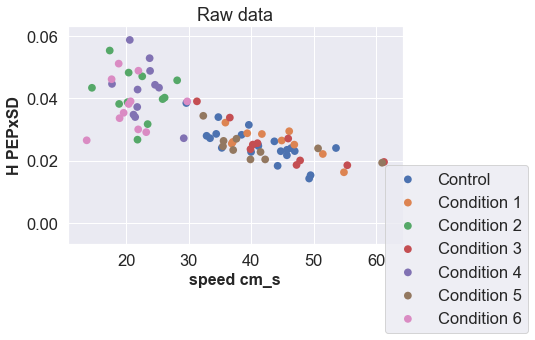 Raw data
0.06
0.04
0.02
0.00
H PEPxSD
20
30
40
50
60
speed cm_s
Control
Condition 1
Condition 2
Condition 3
Condition 4
Condition 5
Condition 6